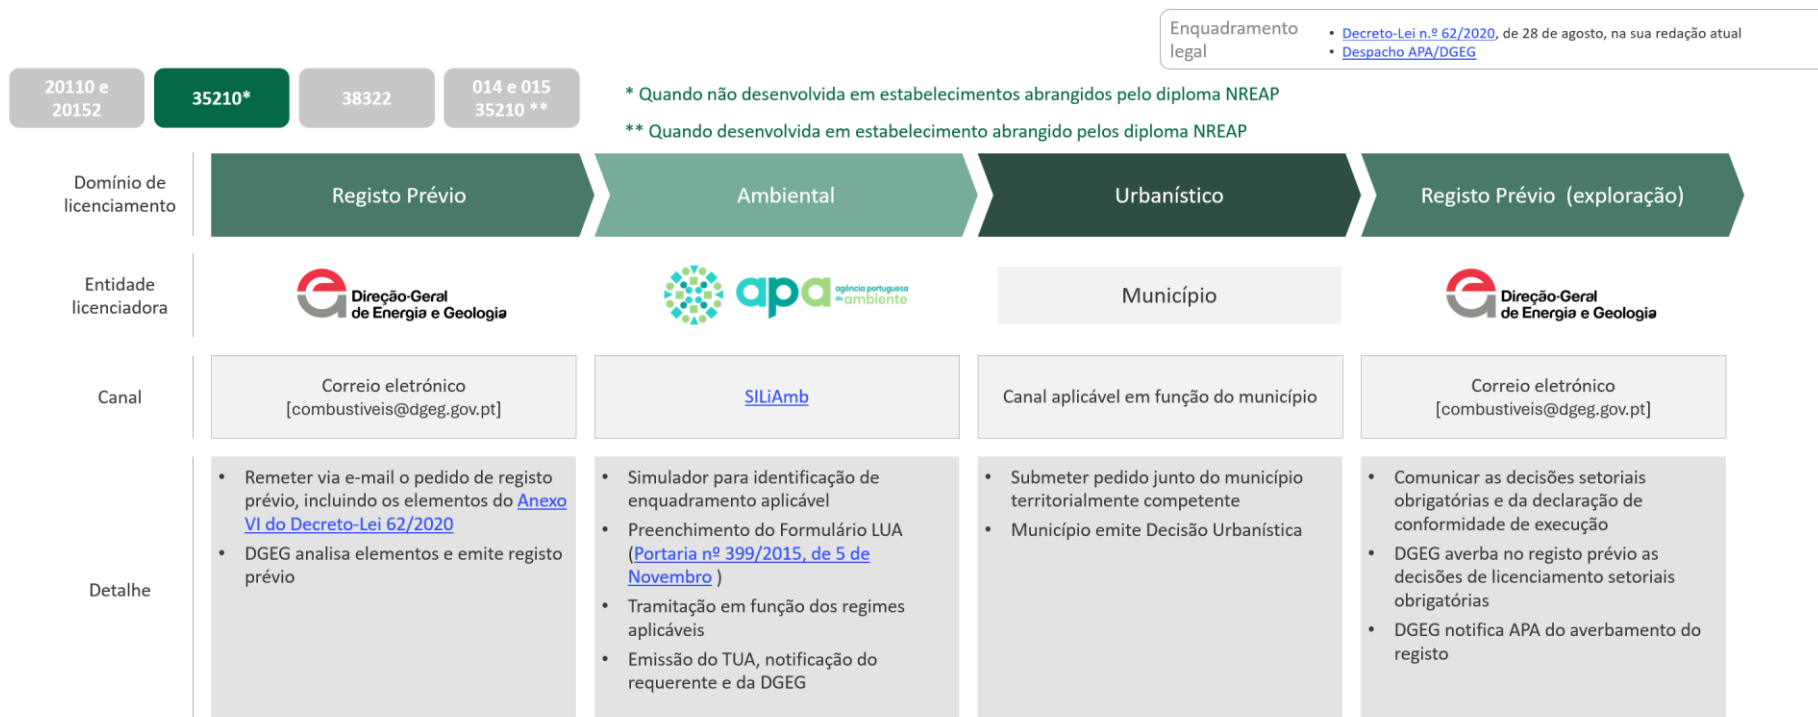 Enquadramento
legal
• Decreto-Lei n.º 62/2020, de 28 de agosto, na sua redação atual
• Despacho APA/DGEG
20110 e
20152
35210*
38322
014 e 015
35210 **
* Quando não desenvolvida em estabelecimentos abrangidos pelo diploma NREAP
** Quando desenvolvida em estabelecimento abrangido pelos diploma NREAP
Domínio de
licenciamento
Registo Prévio
Ambiental
Urbanístico
Registo Prévio (exploração)
Entidade
licenciadora
Direção-Geral
de Energia e Geologia
apa
agência portuguesa
do ambiente
Município
Direção-Geral
de Energia e Geologia
Canal
Correio eletrónico
[combustiveis@dgeg.gov.pt]
SILiAmb
Canal aplicável em função do município
Correio eletrónico
[combustiveis@dgeg.gov.pt]
Detalhe
• Remeter via e-mail o pedido de registo
prévio, incluindo os elementos do Anexo
VI do Decreto-Lei 62/2020
• DGEG analisa elementos e emite registo
prévio
• Simulador para identificação de
enquadramento aplicável
• Preenchimento do Formulário LUA
(Portaria nº 399/2015, de 5 de
Novembro )
• Tramitação em função dos regimes
aplicáveis
• Emissão do TUA, notificação do
requerente e da DGEG
• Submeter pedido junto do município
territorialmente competente
• Município emite Decisão Urbanística
• Comunicar as decisões setoriais
obrigatórias e da declaração de
conformidade de execução
• DGEG averba no registo prévio as
decisões de licenciamento setoriais
obrigatórias
• DGEG notifica APA do averbamento do
registo